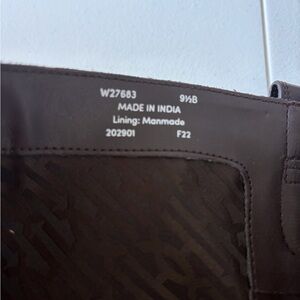 W27683 9½B
MADE IN INDIA
Lining: Manmade
202901 F22